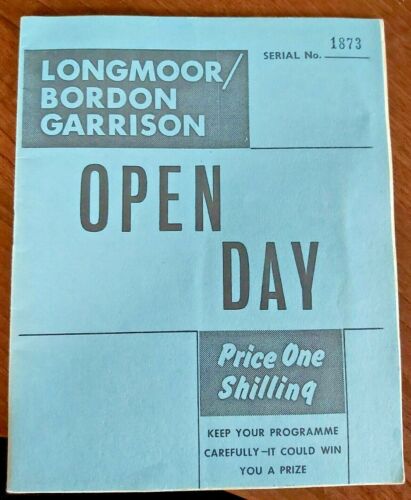 LONGMOOR/
BORDON
GARRISON
SERIAL No. 1873
OPEN
DAY
Price One
Shilling
KEEP YOUR PROGRAMME
CAREFULLY—IT COULD WIN
YOU A PRIZE